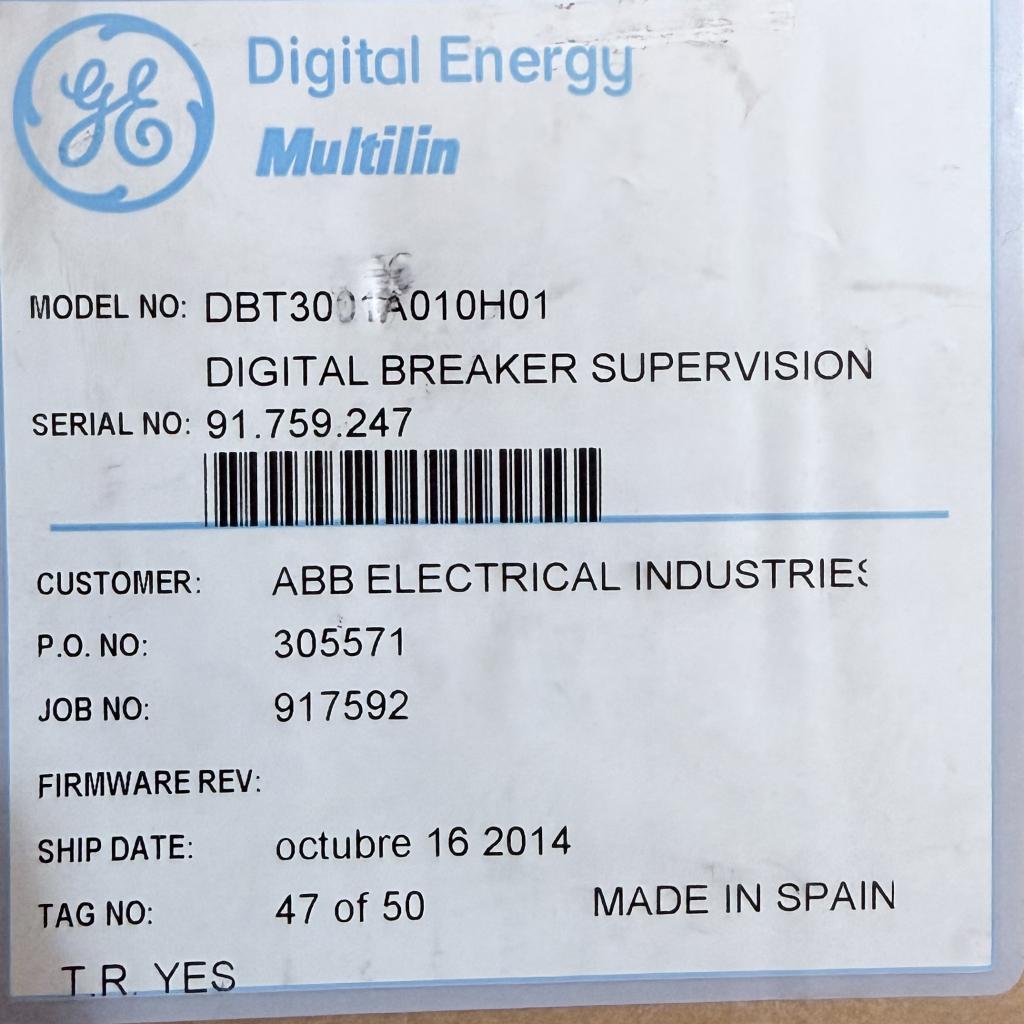 GE Digital Energy
Multilin
MODEL NO: DBT3001A010H01
DIGITAL BREAKER SUPERVISION
SERIAL NO: 91.759.247
CUSTOMER: ABB ELECTRICAL INDUSTRIES
P.O. NO: 305571
JOB NO: 917592
FIRMWARE REV:
SHIP DATE: octubre 16 2014
TAG NO: 47 of 50 MADE IN SPAIN
T.R. YES